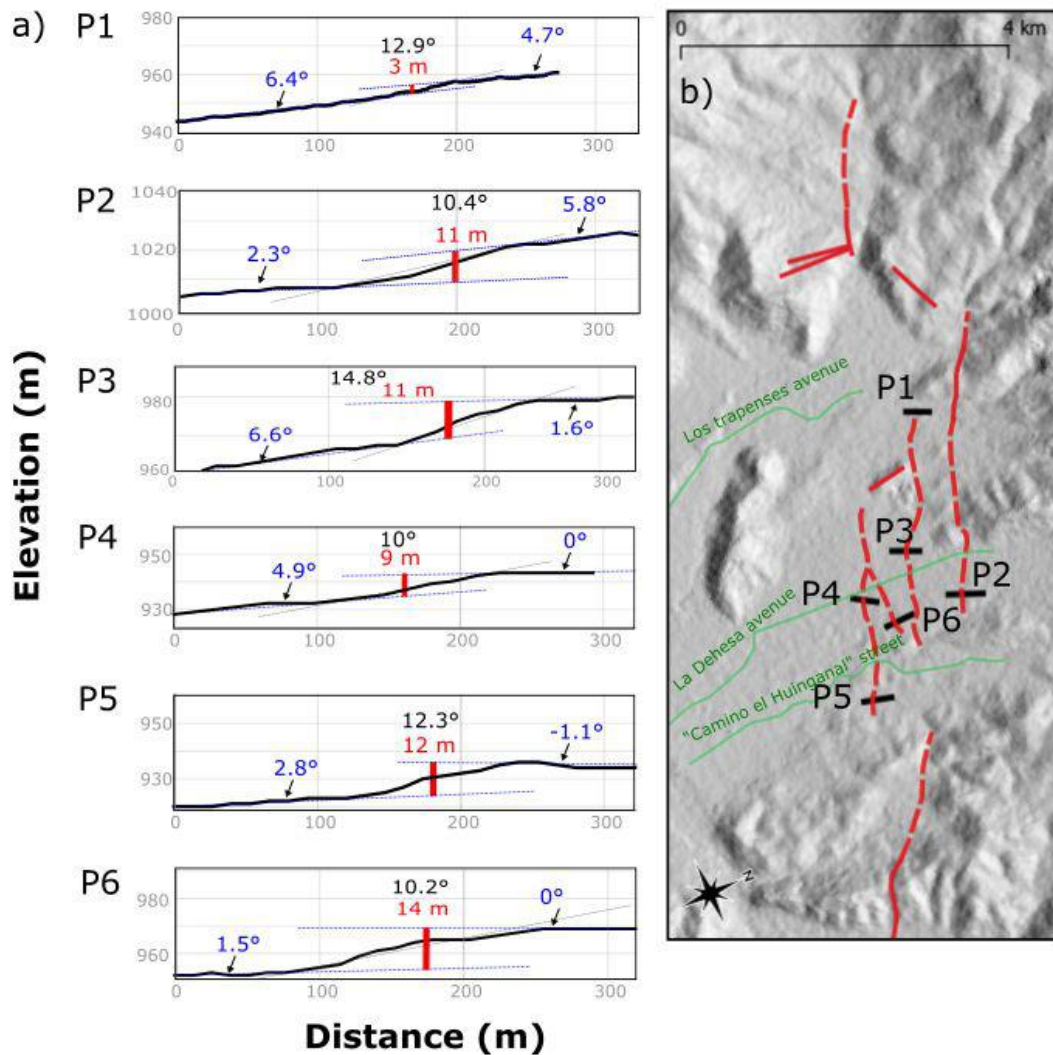 a)
P1
980
960
940
12.9°
3 m
4.7°
6.4°
0
100
200
300
P2
1040
1020
1000
10.4°
11 m
5.8°
2.3°
0
100
200
300
P3
980
960
14.8°
11 m
6.6°
1.6°
0
100
200
300
P4
950
930
10°
9 m
0°
4.9°
0
100
200
300
P5
950
930
12.3°
12 m
-1.1°
2.8°
0
100
200
300
P6
980
960
10.2°
14 m
0°
1.5°
0
100
200
300
Elevation (m)
Distance (m)
0
4 km
b)
Los trapenses avenue
P1
P3
P2
P4
P6
La Dehesa avenue
"Camino el Huinganal" street
P5
N